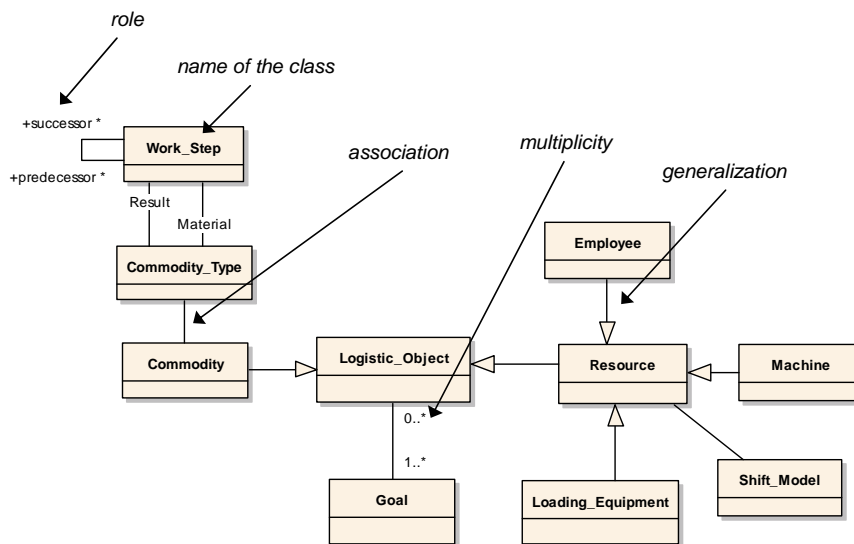 role
name of the class
+successor *
Work_Step
association
multiplicity
generalization
+predecessor *
Result
Material
Employee
Commodity_Type
Commodity
Logistic_Object
Resource
Machine
0..*
1..*
Goal
Loading_Equipment
Shift_Model